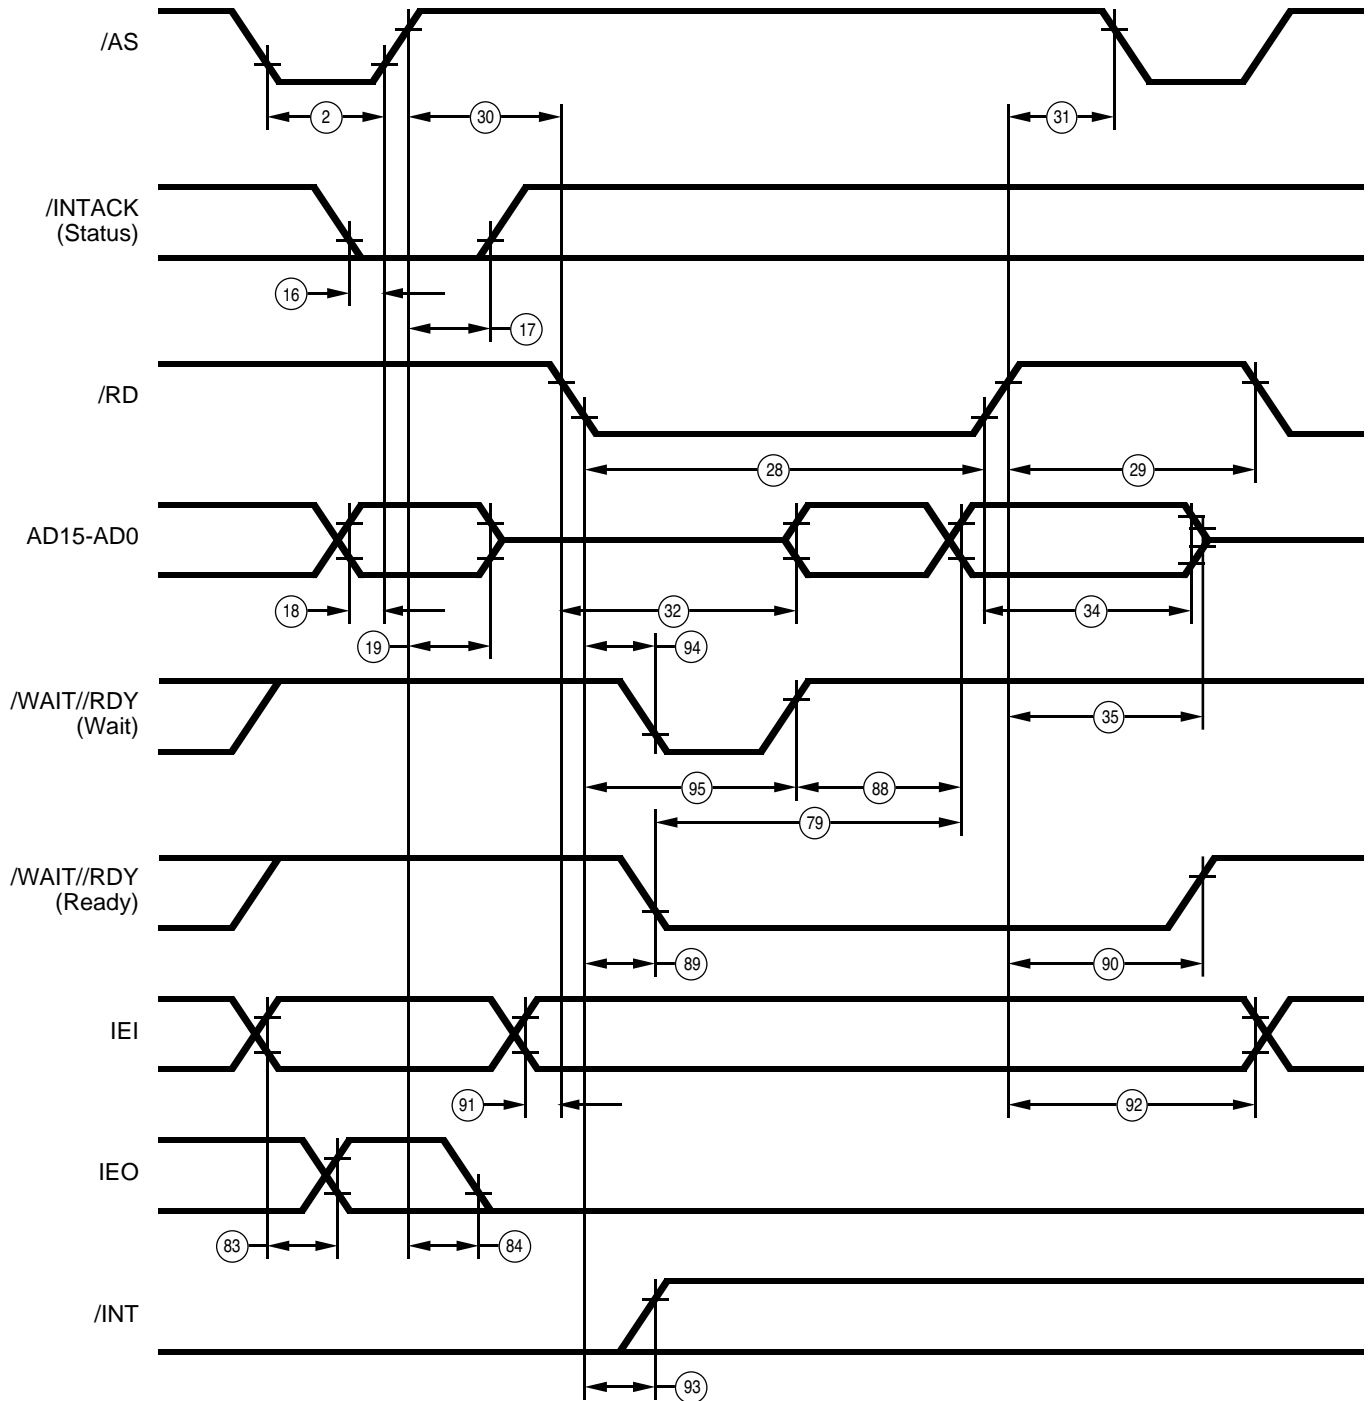 /AS
2
30
31
/INTACK
(Status)
16
17
/RD
28
29
AD15-AD0
18
32
34
19
94
/WAIT//RDY
(Wait)
35
95
88
79
/WAIT//RDY
(Ready)
89
90
IEI
91
92
IEO
83
84
/INT
93